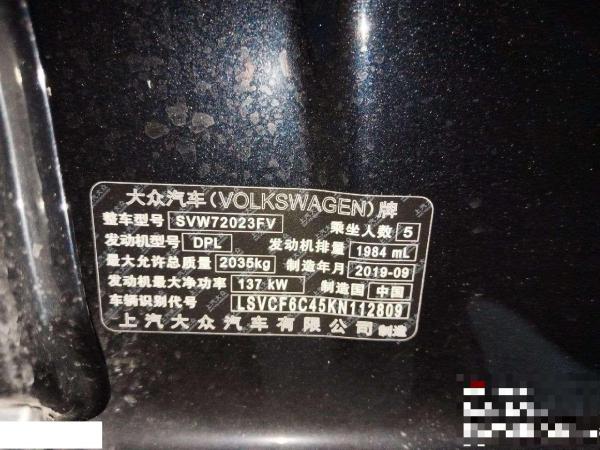 大众汽车(VOLKSWAGEN)牌
整车型号 SVW72023FV 乘坐人数 5
发动机型号 DPL 发动机排量 1984 mL
最大允许总质量 2035kg 制造年月 2019-09
发动机最大净功率 137 kW 制造国 中国
车辆识别代号 LSVCF6C45KN112809
上汽大众汽车有限公司 制造